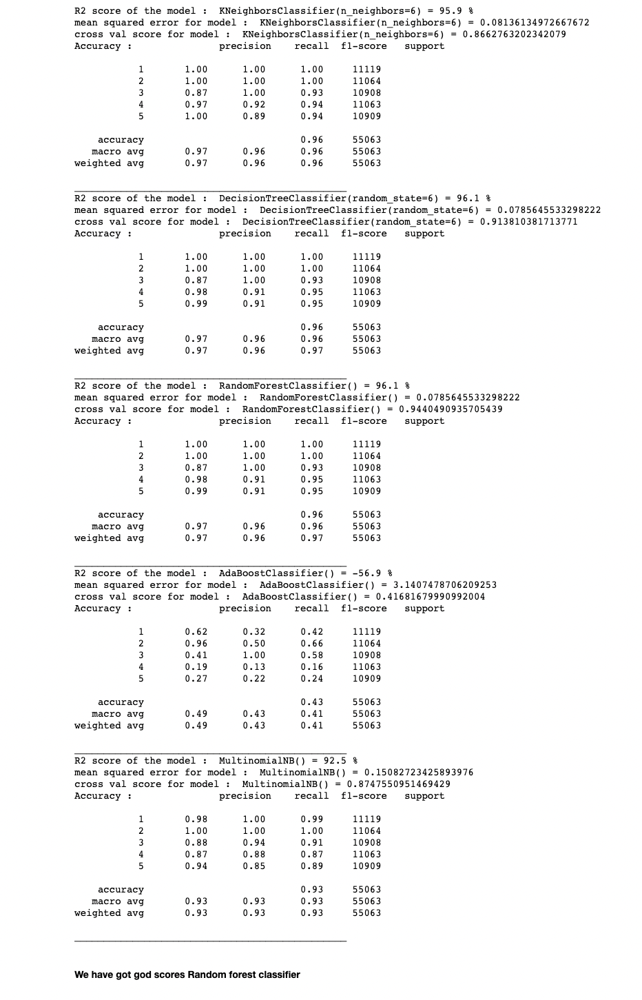 R2 score of the model :  KNeighborsClassifier(n_neighbors=6) = 95.9 %
mean squared error for model :  KNeighborsClassifier(n_neighbors=6) = 0.08136134972667672
cross val score for model :  KNeighborsClassifier(n_neighbors=6) = 0.8662763202342079
Accuracy :               precision    recall  f1-score   support
1       1.00      1.00      1.00     11119
2       1.00      1.00      1.00     11064
3       0.87      1.00      0.93     10908
4       0.97      0.92      0.94     11063
5       1.00      0.89      0.94     10909
accuracy                           0.96     55063
macro avg       0.97      0.96      0.96     55063
weighted avg       0.97      0.96      0.96     55063
_______________________________________________
R2 score of the model :  DecisionTreeClassifier(random_state=6) = 96.1 %
mean squared error for model :  DecisionTreeClassifier(random_state=6) = 0.0785645533298222
cross val score for model :  DecisionTreeClassifier(random_state=6) = 0.913810381713771
Accuracy :               precision    recall  f1-score   support
1       1.00      1.00      1.00     11119
2       1.00      1.00      1.00     11064
3       0.87      1.00      0.93     10908
4       0.98      0.91      0.95     11063
5       0.99      0.91      0.95     10909
accuracy                           0.96     55063
macro avg       0.97      0.96      0.96     55063
weighted avg       0.97      0.96      0.97     55063
_______________________________________________
R2 score of the model :  RandomForestClassifier() = 96.1 %
mean squared error for model :  RandomForestClassifier() = 0.0785645533298222
cross val score for model :  RandomForestClassifier() = 0.9440490935705439
Accuracy :               precision    recall  f1-score   support
1       1.00      1.00      1.00     11119
2       1.00      1.00      1.00     11064
3       0.87      1.00      0.93     10908
4       0.98      0.91      0.95     11063
5       0.99      0.91      0.95     10909
accuracy                           0.96     55063
macro avg       0.97      0.96      0.96     55063
weighted avg       0.97      0.96      0.97     55063
_______________________________________________
R2 score of the model :  AdaBoostClassifier() = -56.9 %
mean squared error for model :  AdaBoostClassifier() = 3.1407478706209253
cross val score for model :  AdaBoostClassifier() = 0.41681679990992004
Accuracy :               precision    recall  f1-score   support
1       0.62      0.32      0.42     11119
2       0.96      0.50      0.66     11064
3       0.41      1.00      0.58     10908
4       0.19      0.13      0.16     11063
5       0.27      0.22      0.24     10909
accuracy                           0.43     55063
macro avg       0.49      0.43      0.41     55063
weighted avg       0.49      0.43      0.41     55063
_______________________________________________
R2 score of the model :  MultinomialNB() = 92.5 %
mean squared error for model :  MultinomialNB() = 0.15082723425893976
cross val score for model :  MultinomialNB() = 0.8747550951469429
Accuracy :               precision    recall  f1-score   support
1       0.98      1.00      0.99     11119
2       1.00      1.00      1.00     11064
3       0.88      0.94      0.91     10908
4       0.87      0.88      0.87     11063
5       0.94      0.85      0.89     10909
accuracy                           0.93     55063
macro avg       0.93      0.93      0.93     55063
weighted avg       0.93      0.93      0.93     55063
_______________________________________________
We have got god scores Random forest classifier